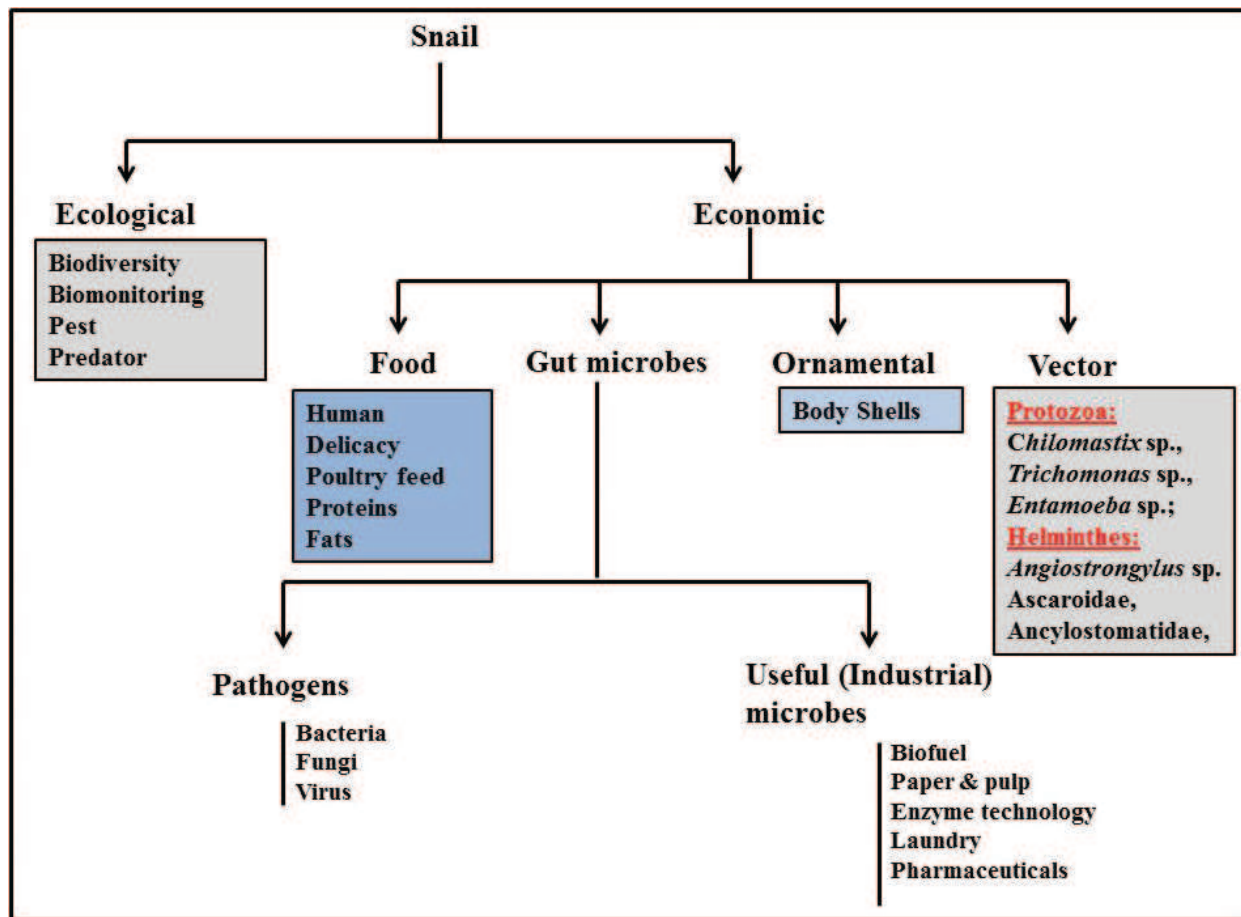 Snail
Ecological
Economic
Biodiversity
Biomonitoring
Pest
Predator
Food
Gut microbes
Ornamental
Vector
Human
Delicacy
Poultry feed
Proteins
Fats
Body Shells
Protozoa:
Chilomastix sp.,
Trichomonas sp.,
Entamoeba sp.;
Helminthes:
Angiostrongylus sp.
Ascaroidae,
Ancylostomatidae,
Pathogens
Bacteria
Fungi
Virus
Useful (Industrial)
microbes
Biofuel
Paper & pulp
Enzyme technology
Laundry
Pharmaceuticals